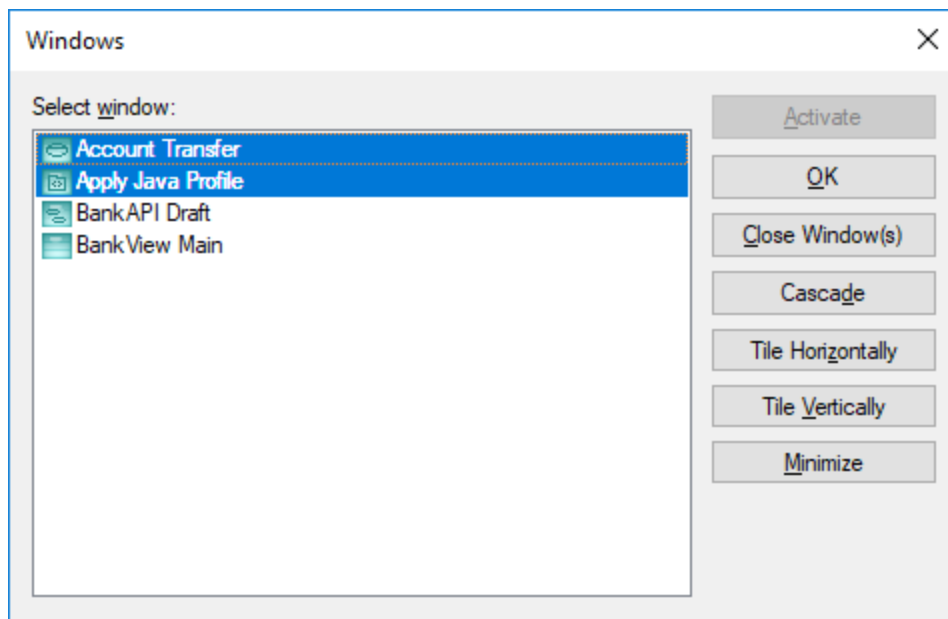 Windows
Select window:
Account Transfer
Apply Java Profile
BankAPI Draft
BankView Main
Activate
OK
Close Window(s)
Cascade
Tile Horizontally
Tile Vertically
Minimize